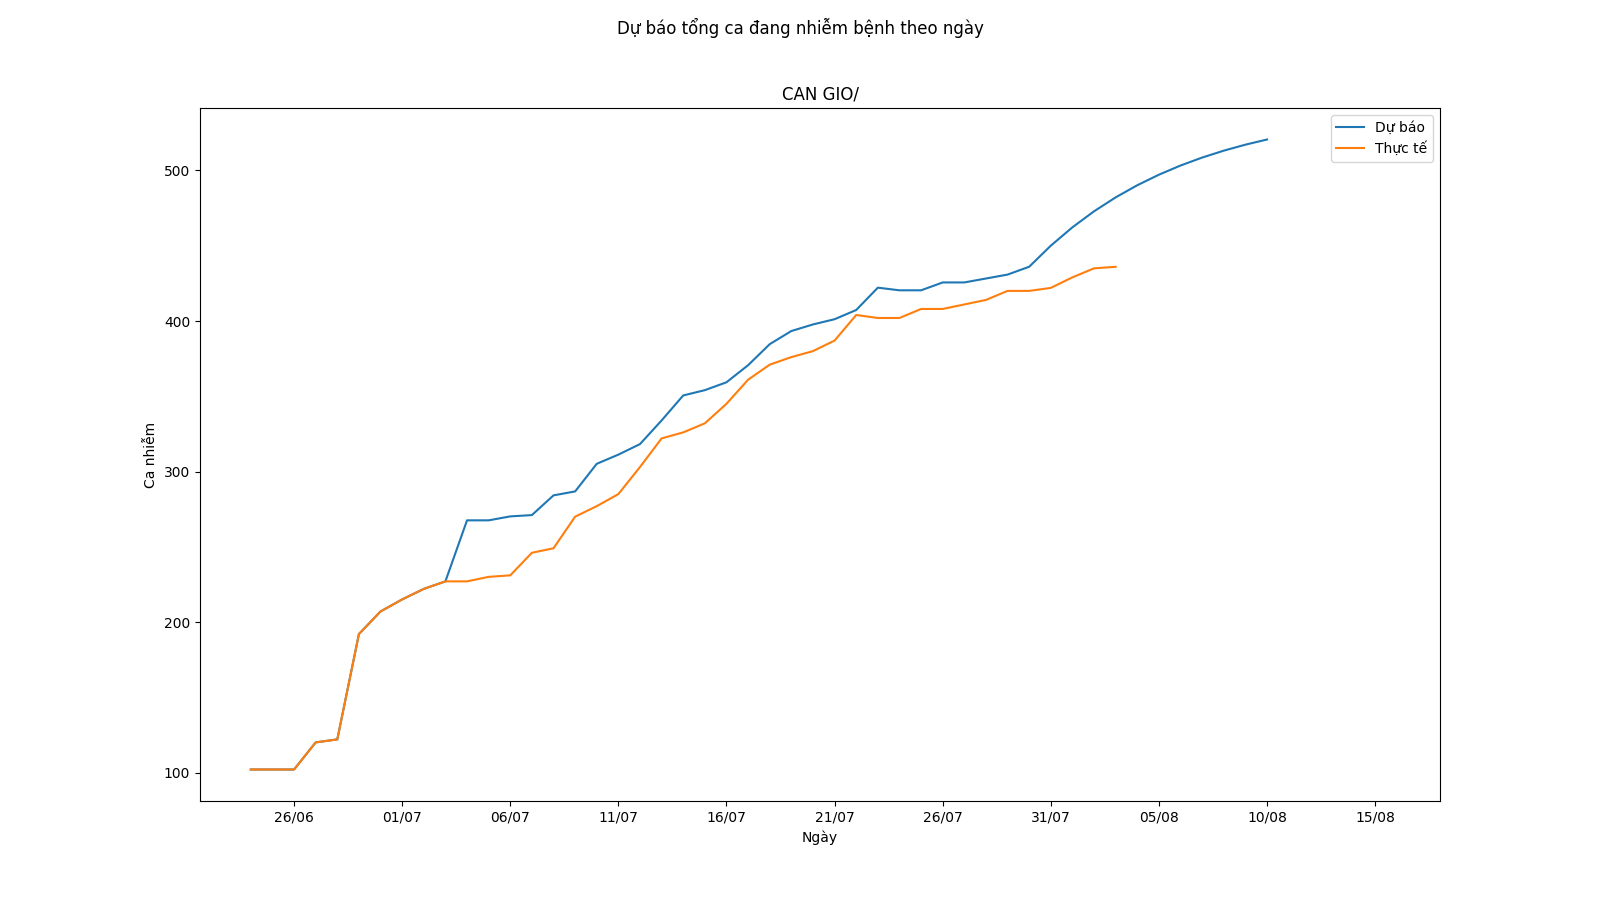 Dự báo tổng ca đang nhiễm bệnh theo ngày
CAN GIO/
Dự báo
Thực tế
500
400
300
200
100
Ca nhiễm
26/06
01/07
06/07
11/07
16/07
21/07
26/07
31/07
05/08
10/08
15/08
Ngày